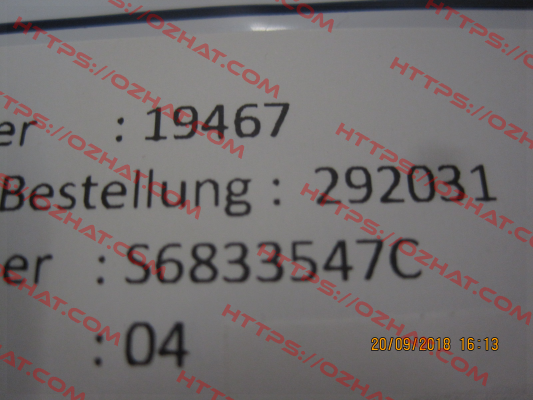 er : 19467
Bestellung : 292031
er : S6833547C
: 04
20/09/2018 16:13
HTTPS://OZHAT.COM